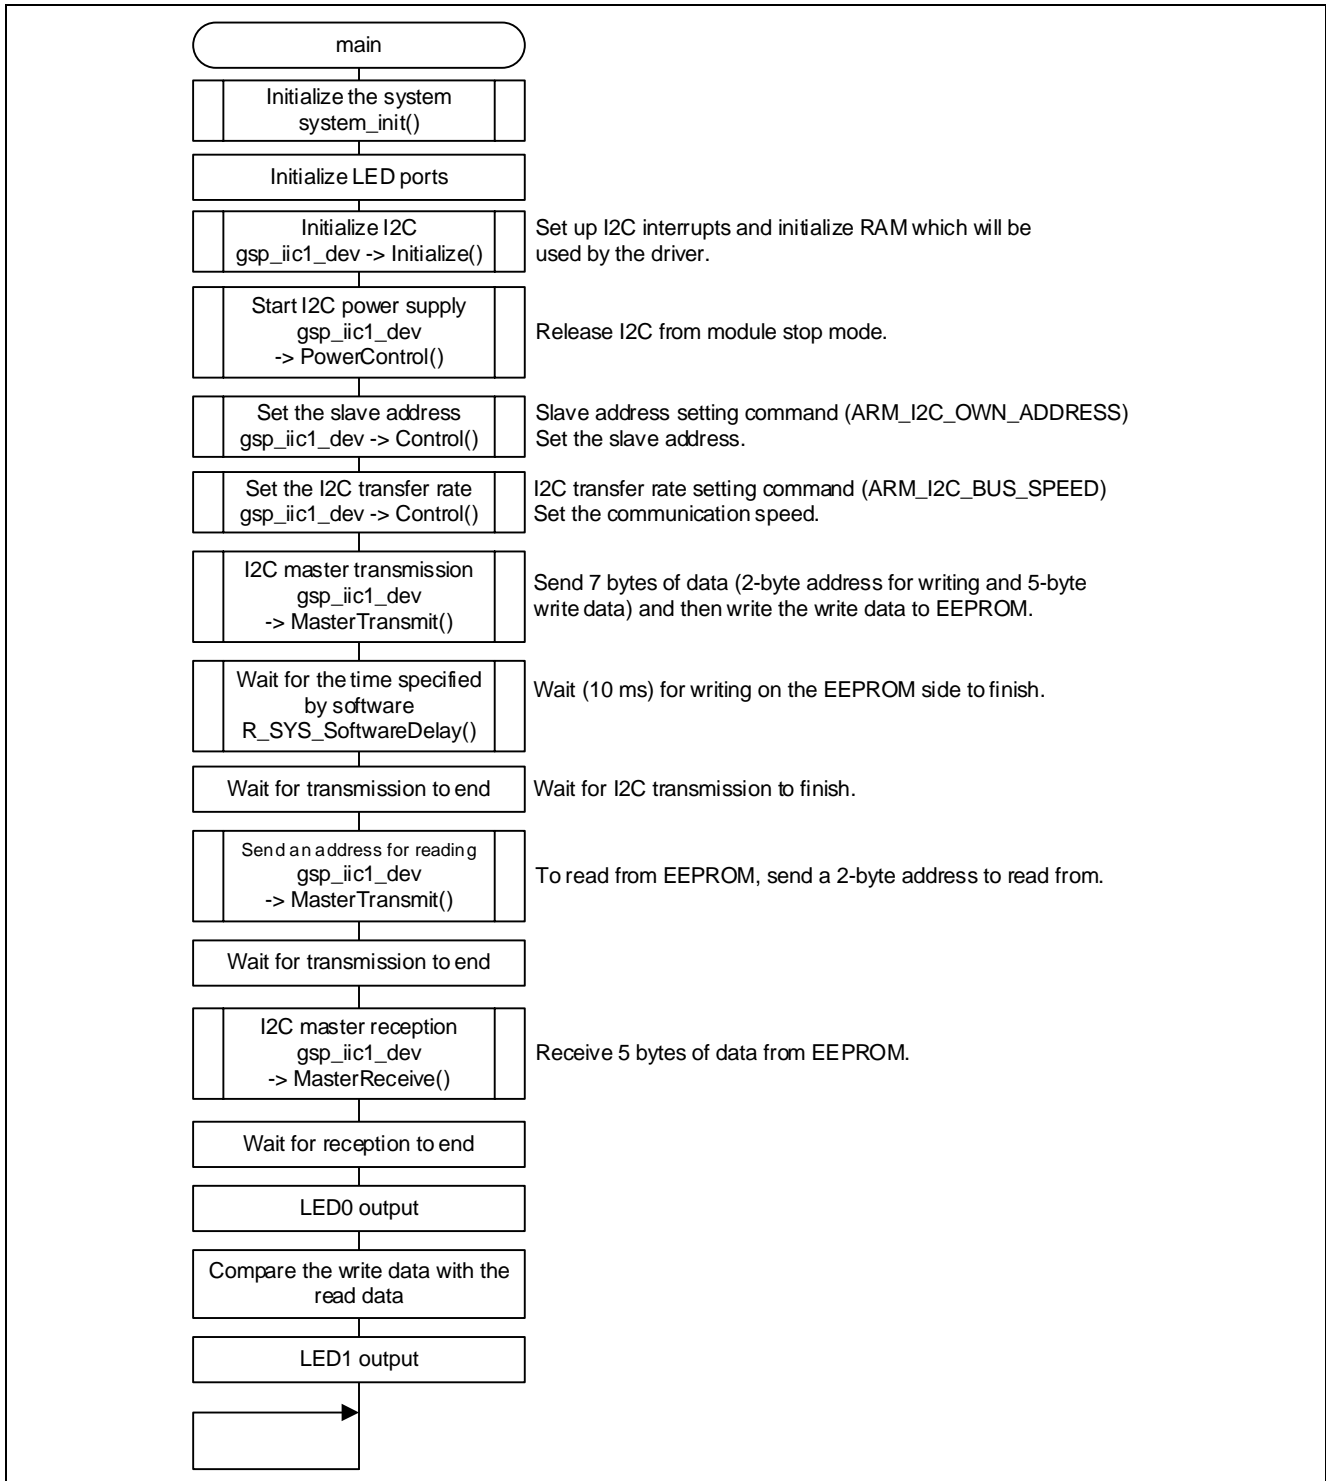 main
Initialize the system
system_init()
Initialize LED ports
Initialize I2C
gsp_iic1_dev -> Initialize()
Set up I2C interrupts and initialize RAM which will be
used by the driver.
Start I2C power supply
gsp_iic1_dev
-> PowerControl()
Release I2C from module stop mode.
Set the slave address
gsp_iic1_dev -> Control()
Slave address setting command (ARM_I2C_OWN_ADDRESS)
Set the slave address.
Set the I2C transfer rate
gsp_iic1_dev -> Control()
I2C transfer rate setting command (ARM_I2C_BUS_SPEED)
Set the communication speed.
I2C master transmission
gsp_iic1_dev
-> MasterTransmit()
Send 7 bytes of data (2-byte address for writing and 5-byte
write data) and then write the write data to EEPROM.
Wait for the time specified
by software
R_SYS_SoftwareDelay()
Wait (10 ms) for writing on the EEPROM side to finish.
Wait for transmission to end
Wait for I2C transmission to finish.
Send an address for reading
gsp_iic1_dev
-> MasterTransmit()
To read from EEPROM, send a 2-byte address to read from.
Wait for transmission to end
I2C master reception
gsp_iic1_dev
-> MasterReceive()
Receive 5 bytes of data from EEPROM.
Wait for reception to end
LED0 output
Compare the write data with the
read data
LED1 output